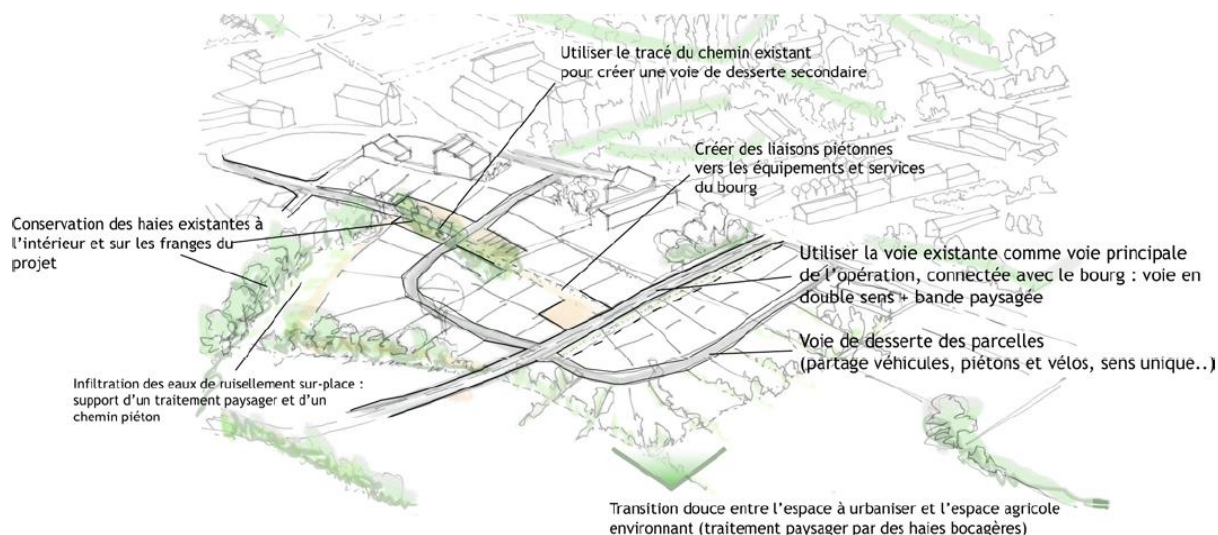 Utiliser le tracé du chemin existant
pour créer une voie de desserte secondaire
Créer des liaisons piétonnes
vers les équipements et services
du bourg
Conservation des haies existantes à
l'intérieur et sur les franges du
projet
Utiliser la voie existante comme voie principale
de l'opération, connectée avec le bourg : voie en
double sens + bande paysagée
Voie de desserte des parcelles
(partage véhicules, piétons et vélos, sens unique..)
Infiltration des eaux de ruisellement sur-place :
support d'un traitement paysager et d'un
chemin piéton
Transition douce entre l'espace à urbaniser et l'espace agricole
environnant (traitement paysager par des haies bocagères)